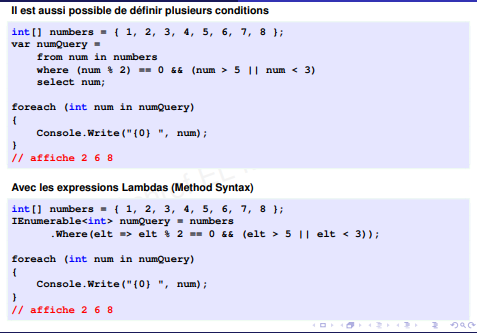 Il est aussi possible de définir plusieurs conditions
int[] numbers = { 1, 2, 3, 4, 5, 6, 7, 8 };
var numQuery =
from num in numbers
where (num % 2) == 0 && (num > 5 || num < 3)
select num;
foreach (int num in numQuery)
{
Console.Write("{0} ", num);
}
// affiche 2 6 8
Avec les expressions Lambdas (Method Syntax)
int[] numbers = { 1, 2, 3, 4, 5, 6, 7, 8 };
IEnumerable<int> numQuery = numbers
.Where(elt => elt % 2 == 0 && (elt > 5 || elt < 3));
foreach (int num in numQuery)
{
Console.Write("{0} ", num);
}
// affiche 2 6 8